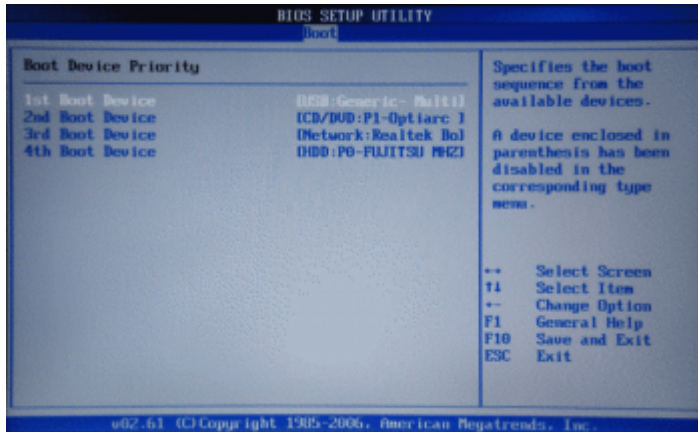 BIOS SETUP UTILITY
Boot
Boot Device Priority
1st Boot Device [USB:Generic- Multi]
2nd Boot Device [CD/DVD:P1-Optiarc ]
3rd Boot Device [Network:Realtek Bo]
4th Boot Device [HDD:P0-FUJITSU MHZ]
Specifies the boot
sequence from the
available devices.
A device enclosed in
parenthesis has been
disabled in the
corresponding type
menu.
←→ Select Screen
↑↓ Select Item
+- Change Option
F1 General Help
F10 Save and Exit
ESC Exit
v02.61 (C)Copyright 1985-2006, American Megatrends, Inc.